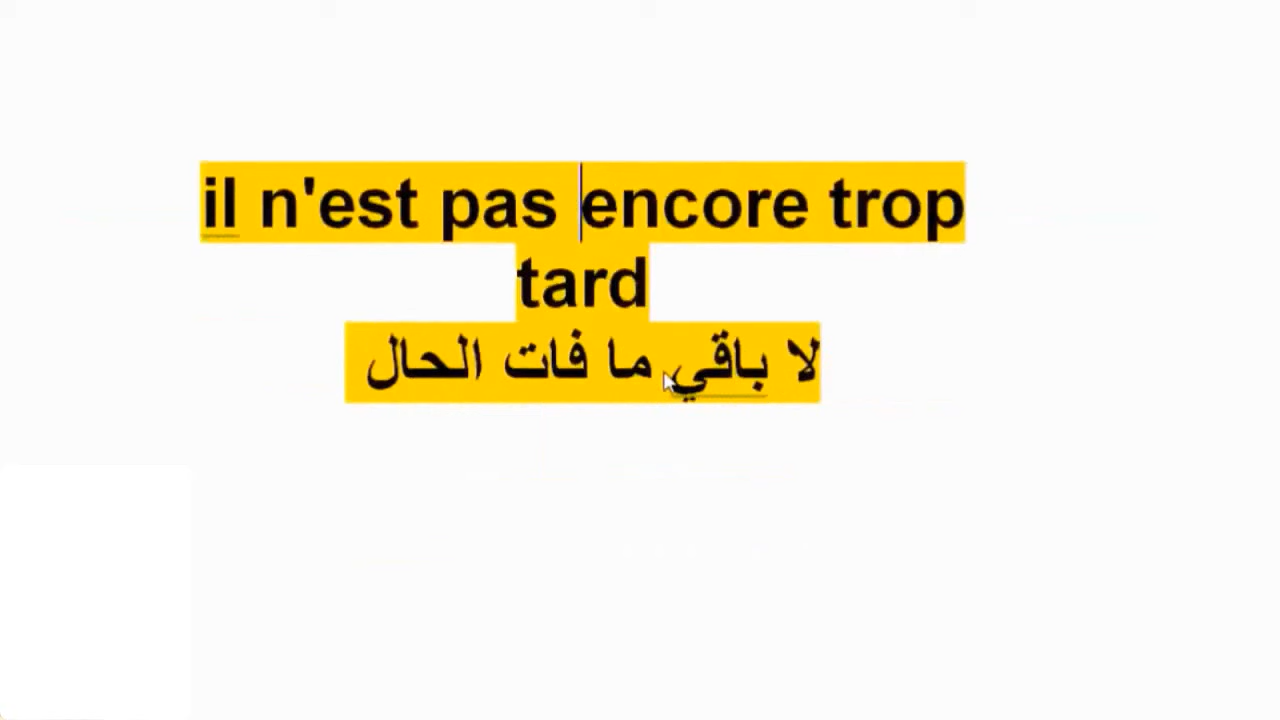 il n'est pas encore trop
tard
لا باقي ما فات الحال